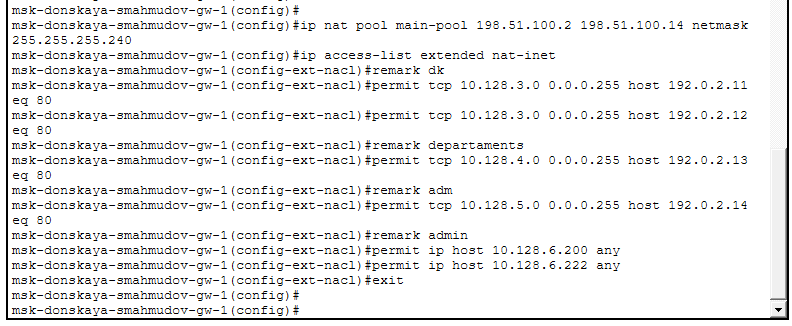 msk-donskaya-smahmudov-gw-1(config)#
msk-donskaya-smahmudov-gw-1(config)#ip nat pool main-pool 198.51.100.2 198.51.100.14 netmask
255.255.255.240
msk-donskaya-smahmudov-gw-1(config)#ip access-list extended nat-inet
msk-donskaya-smahmudov-gw-1(config-ext-nacl)#remark dk
msk-donskaya-smahmudov-gw-1(config-ext-nacl)#permit tcp 10.128.3.0 0.0.0.255 host 192.0.2.11
eq 80
msk-donskaya-smahmudov-gw-1(config-ext-nacl)#permit tcp 10.128.3.0 0.0.0.255 host 192.0.2.12
eq 80
msk-donskaya-smahmudov-gw-1(config-ext-nacl)#remark departaments
msk-donskaya-smahmudov-gw-1(config-ext-nacl)#permit tcp 10.128.4.0 0.0.0.255 host 192.0.2.13
eq 80
msk-donskaya-smahmudov-gw-1(config-ext-nacl)#remark adm
msk-donskaya-smahmudov-gw-1(config-ext-nacl)#permit tcp 10.128.5.0 0.0.0.255 host 192.0.2.14
eq 80
msk-donskaya-smahmudov-gw-1(config-ext-nacl)#remark admin
msk-donskaya-smahmudov-gw-1(config-ext-nacl)#permit ip host 10.128.6.200 any
msk-donskaya-smahmudov-gw-1(config-ext-nacl)#permit ip host 10.128.6.222 any
msk-donskaya-smahmudov-gw-1(config-ext-nacl)#exit
msk-donskaya-smahmudov-gw-1(config)#
msk-donskaya-smahmudov-gw-1(config)#